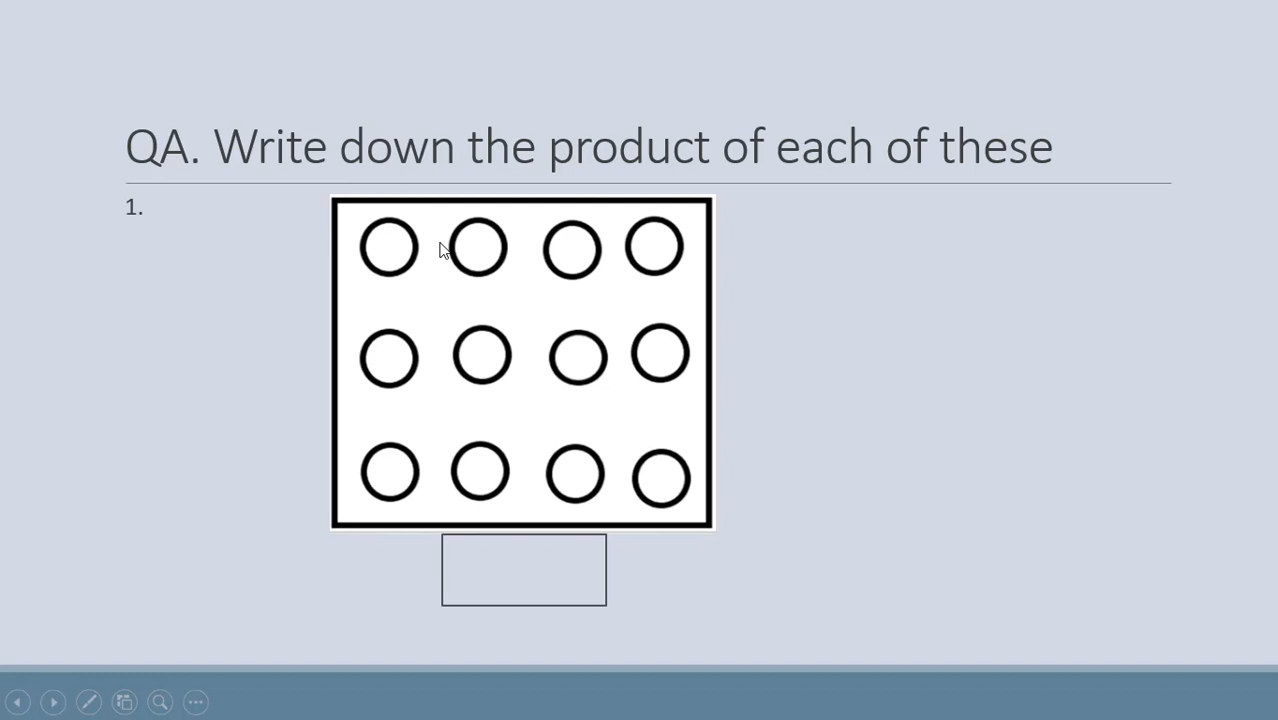 QA. Write down the product of each of these
1.